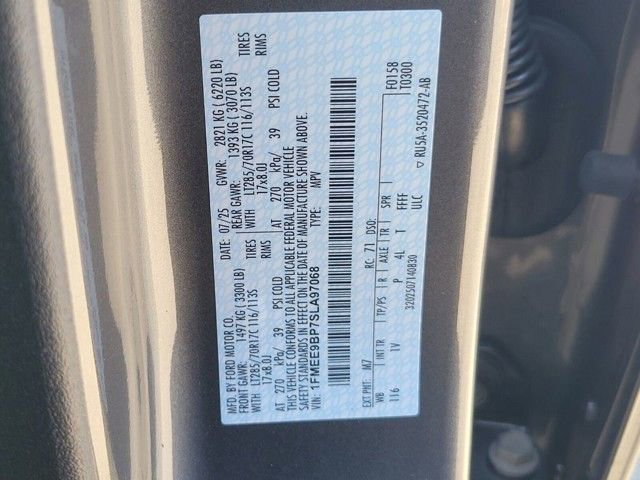 MFD. BY FORD MOTOR CO.
DATE: 07/25 GVWR: 2821 KG ( 6220 LB)
FRONT GAWR: 1497 KG (3300 LB) REAR GAWR: 1393 KG ( 3070 LB)
WITH LT285/70R17C 116/113S TIRES WITH LT285/70R17C 116/113S TIRES
17x8.0J RIMS 17x8.0J RIMS
AT 270 kPa/ 39 PSI COLD AT 270 kPa/ 39 PSI COLD
THIS VEHICLE CONFORMS TO ALL APPLICABLE FEDERAL MOTOR VEHICLE
SAFETY STANDARDS IN EFFECT ON THE DATE OF MANUFACTURE SHOWN ABOVE.
VIN: 1FMEE9BP7SLA97068 TYPE: MPV
F0158
EXT PNT: M7 RC: 71 DSO: T0300
WB INT TR TP/PS R AXLE TR SPR
116 1V P 4L T FFFF
ULC
3202507140830 ▽ RU5A-3520472-AB